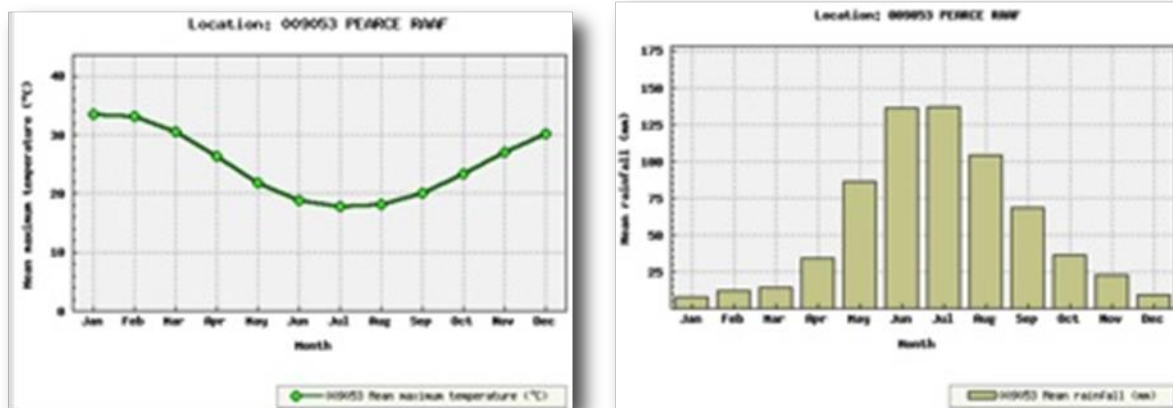 Location: 009053 PEARCE RAAF
Mean maximum temperature (°C)
40
30
20
10
0
Jan Feb Mar Apr May Jun Jul Aug Sep Oct Nov Dec
Month
009053 Mean maximum temperature (°C)
Location: 009053 PEARCE RAAF
Mean rainfall (mm)
175
150
125
100
75
50
25
Jan Feb Mar Apr May Jun Jul Aug Sep Oct Nov Dec
Month
009053 Mean rainfall (mm)